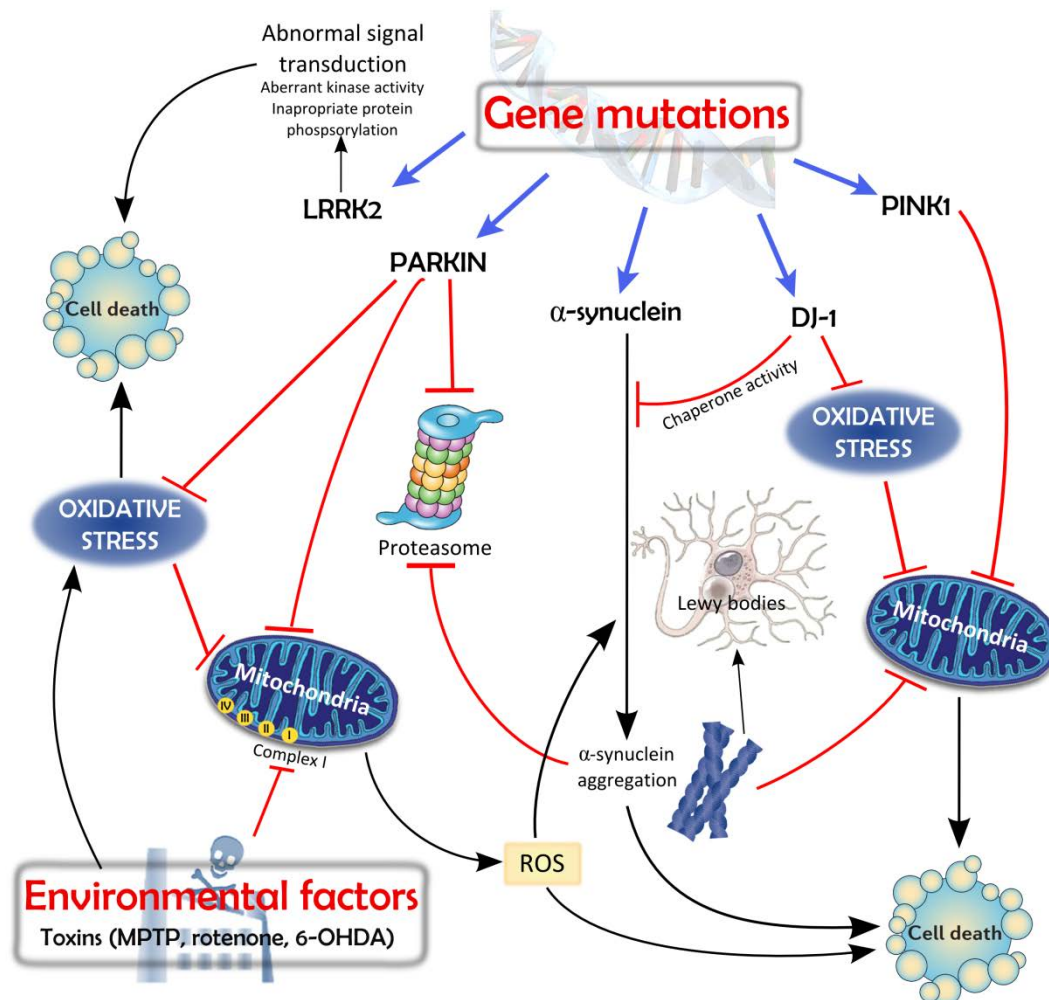 Abnormal signal
transduction
Aberrant kinase activity
Inapropriate protein
phospsorylation
Gene mutations
LRRK2
PINK1
PARKIN
Cell death
α-synuclein
DJ-1
Chaperone activity
OXIDATIVE
STRESS
OXIDATIVE
STRESS
Proteasome
Lewy bodies
Mitochondria
Mitochondria
IV
III
II
I
Complex I
α-synuclein
aggregation
ROS
Environmental factors
Toxins (MPTP, rotenone, 6-OHDA)
Cell death